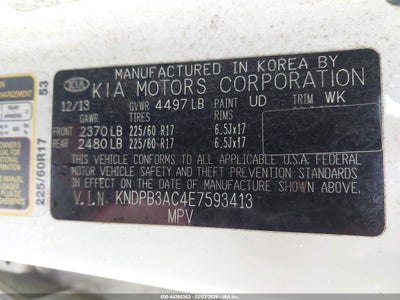 MANUFACTURED IN KOREA BY
KIA KIA MOTORS CORPORATION
12/13 GVWR 4497 LB PAINT UD TRIM WK
GAWR TIRES RIMS
FRONT 2370 LB 225/60 R17 6.5Jx17
REAR 2480 LB 225/60 R17 6.5Jx17
THIS VEHICLE CONFORMS TO ALL APPLICABLE U.S.A. FEDERAL
MOTOR VEHICLE SAFETY AND THEFT PREVENTION STANDARDS
IN EFFECT ON THE DATE OF MANUFACTURE SHOWN ABOVE.
V.I.N. KNDPB3AC4E7593413
MPV
53
225/60R17